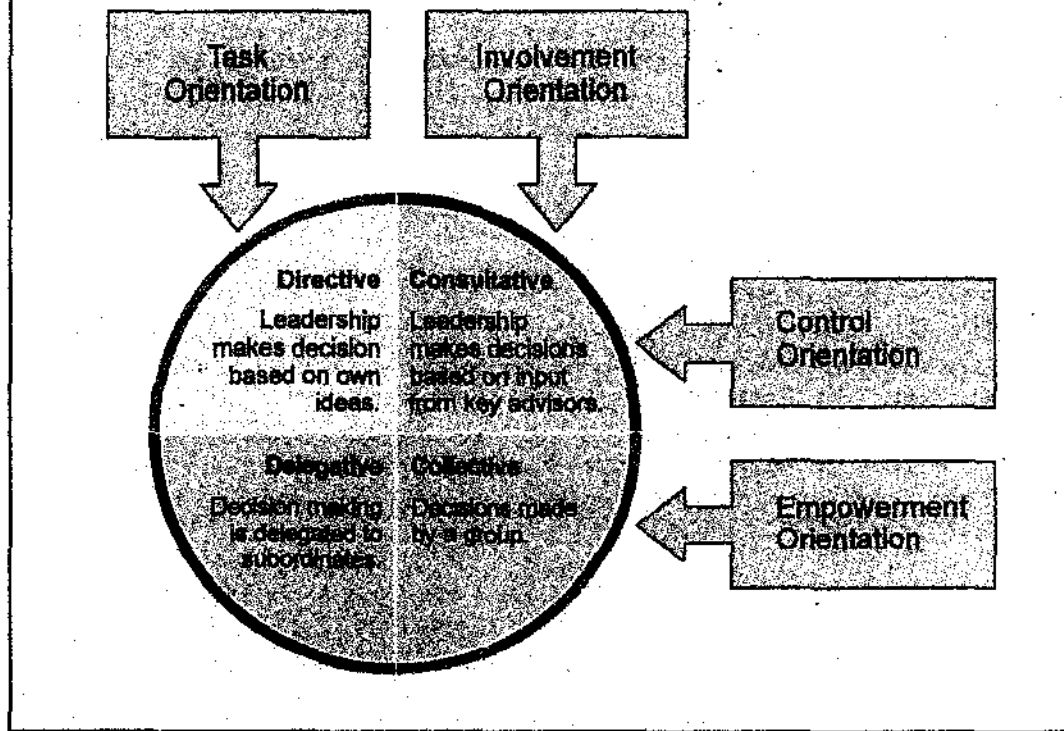 Task
Orientation
Involvement
Orientation
Directive
Leadership
makes decision
based on own
ideas.
Consultative
Leadership
makes decisions
based on input
from key advisors.
Control
Orientation
Delegative
Decision making
is delegated to
subordinates.
Collective
Decisions made
by a group.
Empowerment
Orientation